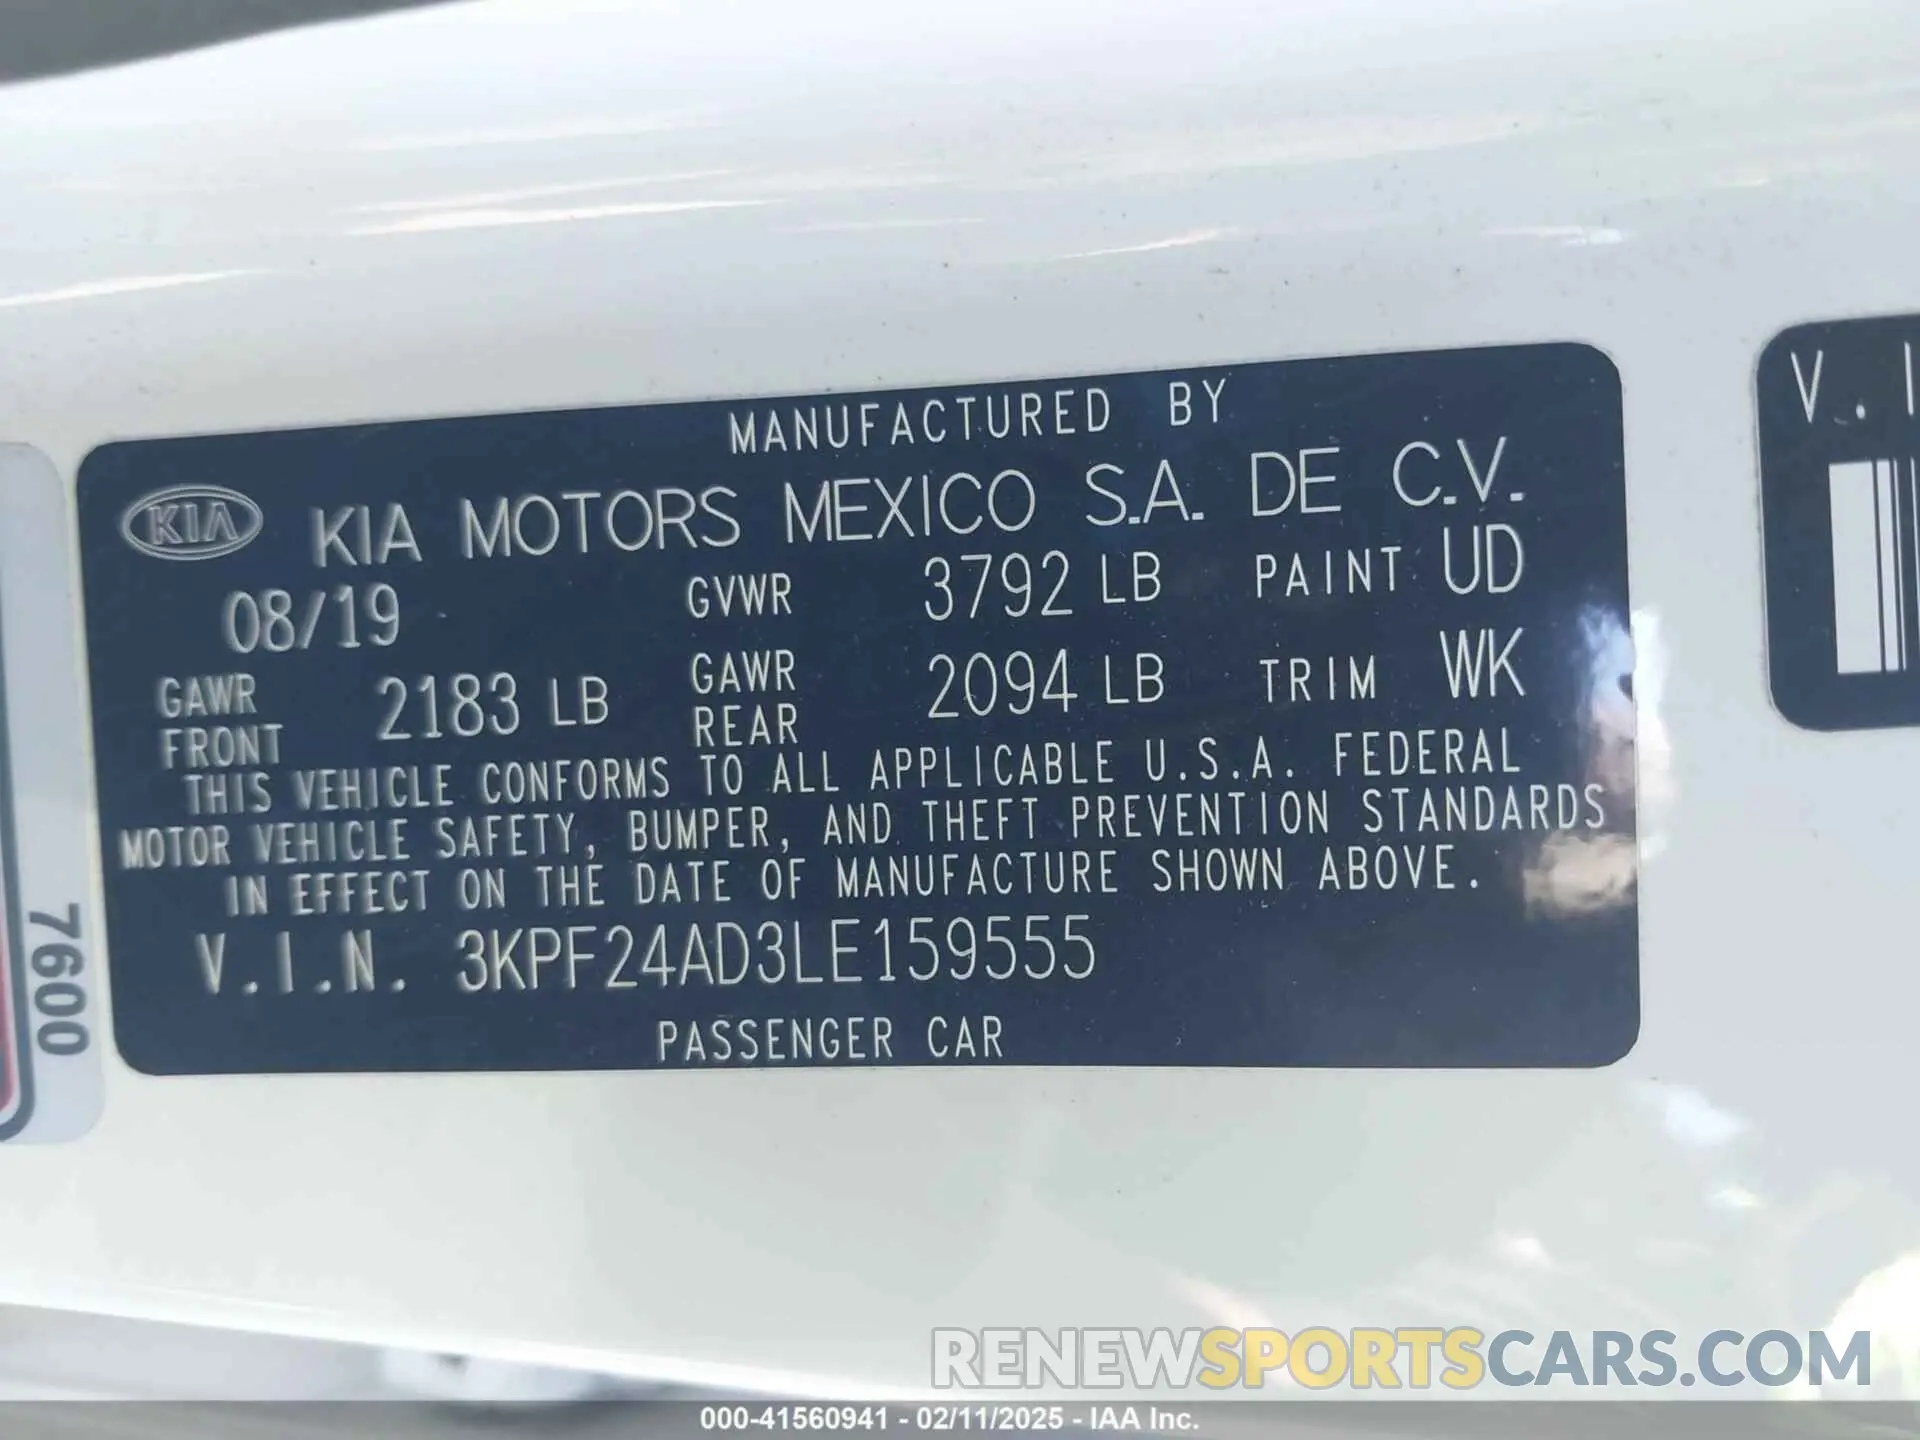 MANUFACTURED BY
KIA KIA MOTORS MEXICO S.A. DE C.V.
08/19 GVWR 3792 LB PAINT UD
GAWR FRONT 2183 LB GAWR REAR 2094 LB TRIM WK
THIS VEHICLE CONFORMS TO ALL APPLICABLE U.S.A. FEDERAL
MOTOR VEHICLE SAFETY, BUMPER, AND THEFT PREVENTION STANDARDS
IN EFFECT ON THE DATE OF MANUFACTURE SHOWN ABOVE.
V.I.N. 3KPF24AD3LE159555
PASSENGER CAR
7600
V.I
RENEWSPORTSCARS.COM
000-41560941 - 02/11/2025 - IAA Inc.